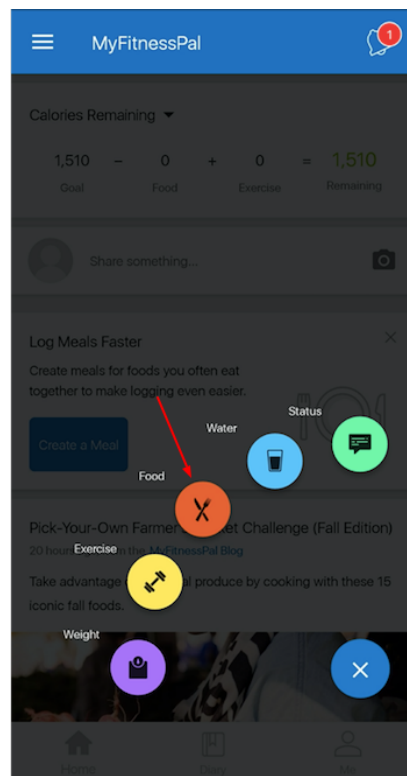 MyFitnessPal
1
Calories Remaining
1,510 – 0 + 0 = 1,510
Goal Food Exercise Remaining
Share something...
Log Meals Faster
Create meals for foods you often eat
together to make logging even easier.
Create a Meal
Status
Water
Food
Pick-Your-Own Farmer et Challenge (Fall Edition)
20 hour the MyFitnessPal Blog
Exercise
Take advantage al produce by cooking with these 15
iconic fall foods.
Weight
Home Diary Me